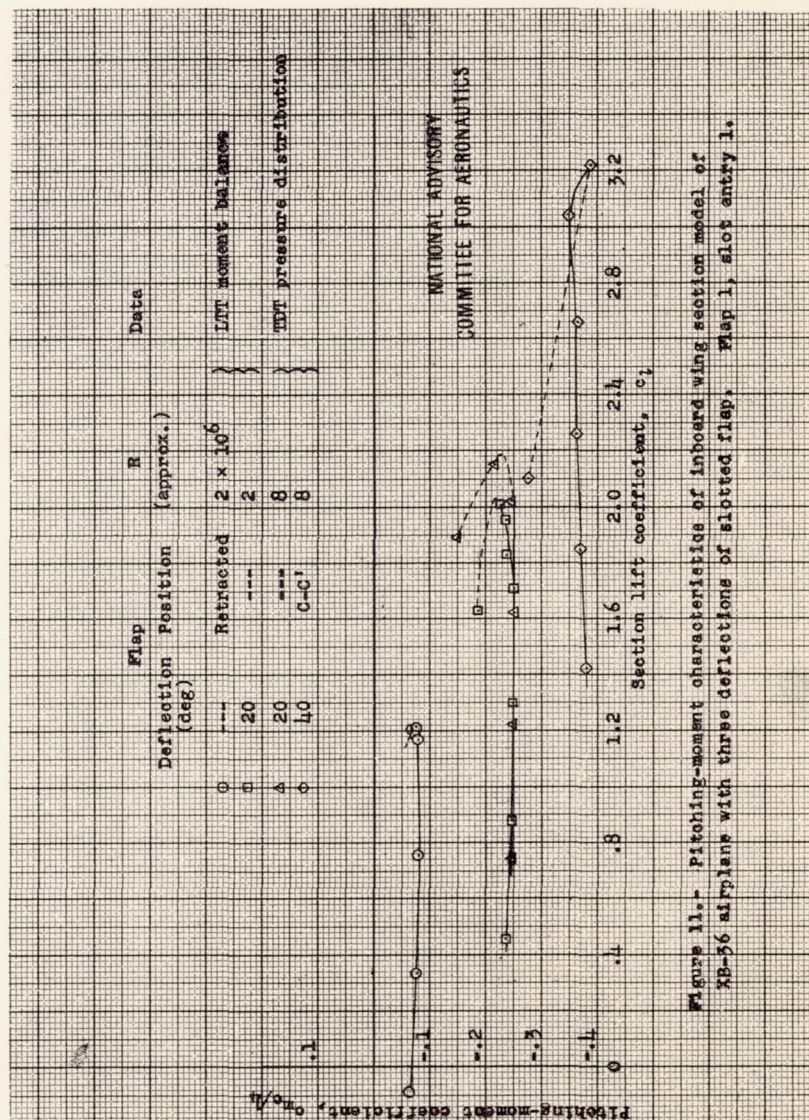 Flap
R
Data
Deflection Position
(deg)
(approx.)
○ --- Retracted 2 × 10⁶ } LTT moment balance
□ 20 --- 2 }
△ 20 --- 8 } TDT pressure distribution
◇ 40 C-C' 8 }
NATIONAL ADVISORY
COMMITTEE FOR AERONAUTICS
Pitching-moment coefficient, c m c/4
.1
-.1
-.2
-.3
-.4
0 .4 .8 1.2 1.6 2.0 2.4 2.8 3.2
Section lift coefficient, c l
Figure 11.- Pitching-moment characteristics of inboard wing section model of
XB-36 airplane with three deflections of slotted flap. Flap 1, slot entry 1.